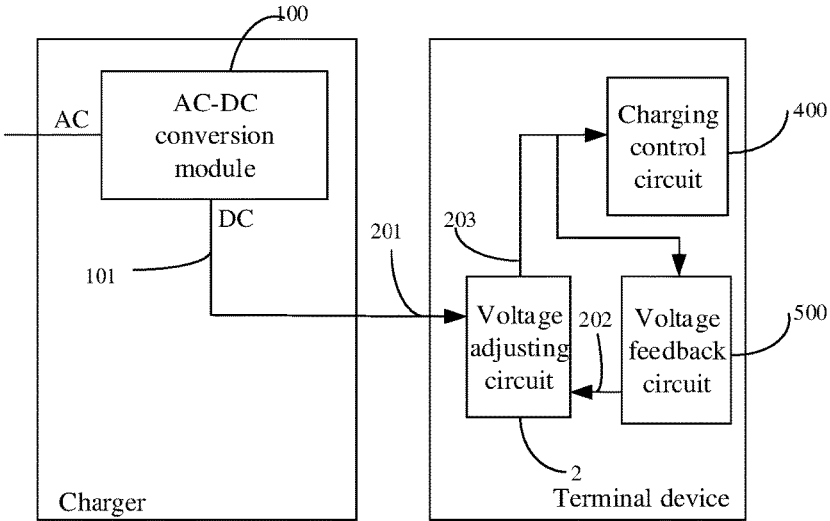 100
AC
AC-DC
conversion
module
DC
101
201
203
Charging
control
circuit
400
Voltage
adjusting
circuit
202
Voltage
feedback
circuit
500
2
Charger
Terminal device